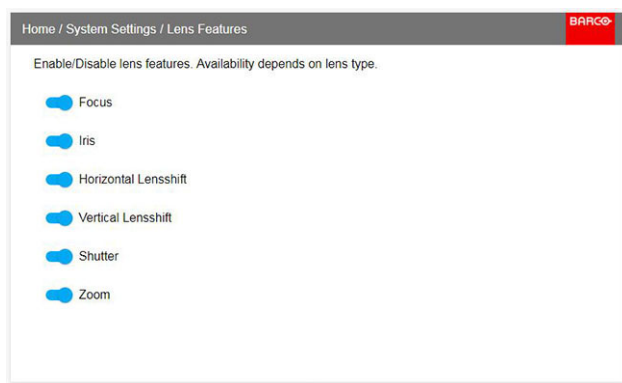 Home / System Settings / Lens Features
BARCO
Enable/Disable lens features. Availability depends on lens type.
Focus
Iris
Horizontal Lensshift
Vertical Lensshift
Shutter
Zoom